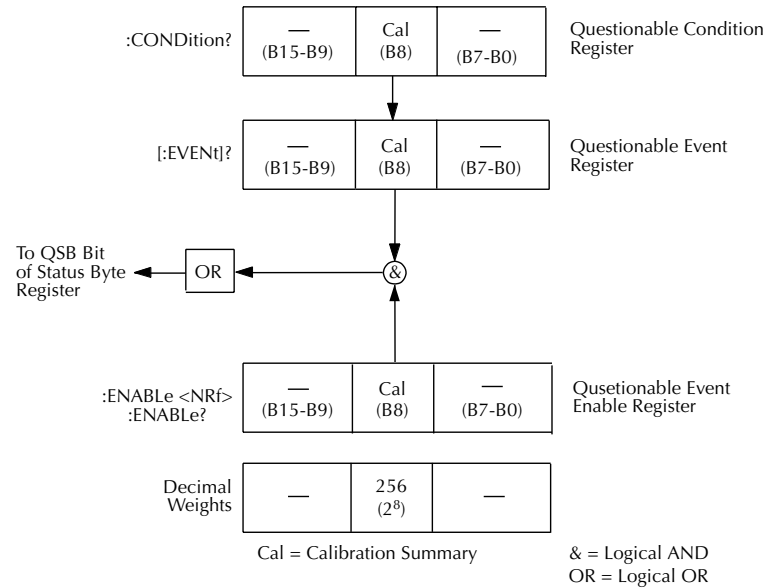 :CONDition?
—
(B15-B9)
Cal
(B8)
—
(B7-B0)
Questionable Condition
Register
[:EVENt]?
—
(B15-B9)
Cal
(B8)
—
(B7-B0)
Questionable Event
Register
To QSB Bit
of Status Byte
Register
OR
&
:ENABLe <NRf>
:ENABLe?
—
(B15-B9)
Cal
(B8)
—
(B7-B0)
Qusetionable Event
Enable Register
Decimal
Weights
—
256
(2⁸)
—
Cal = Calibration Summary
& = Logical AND
OR = Logical OR